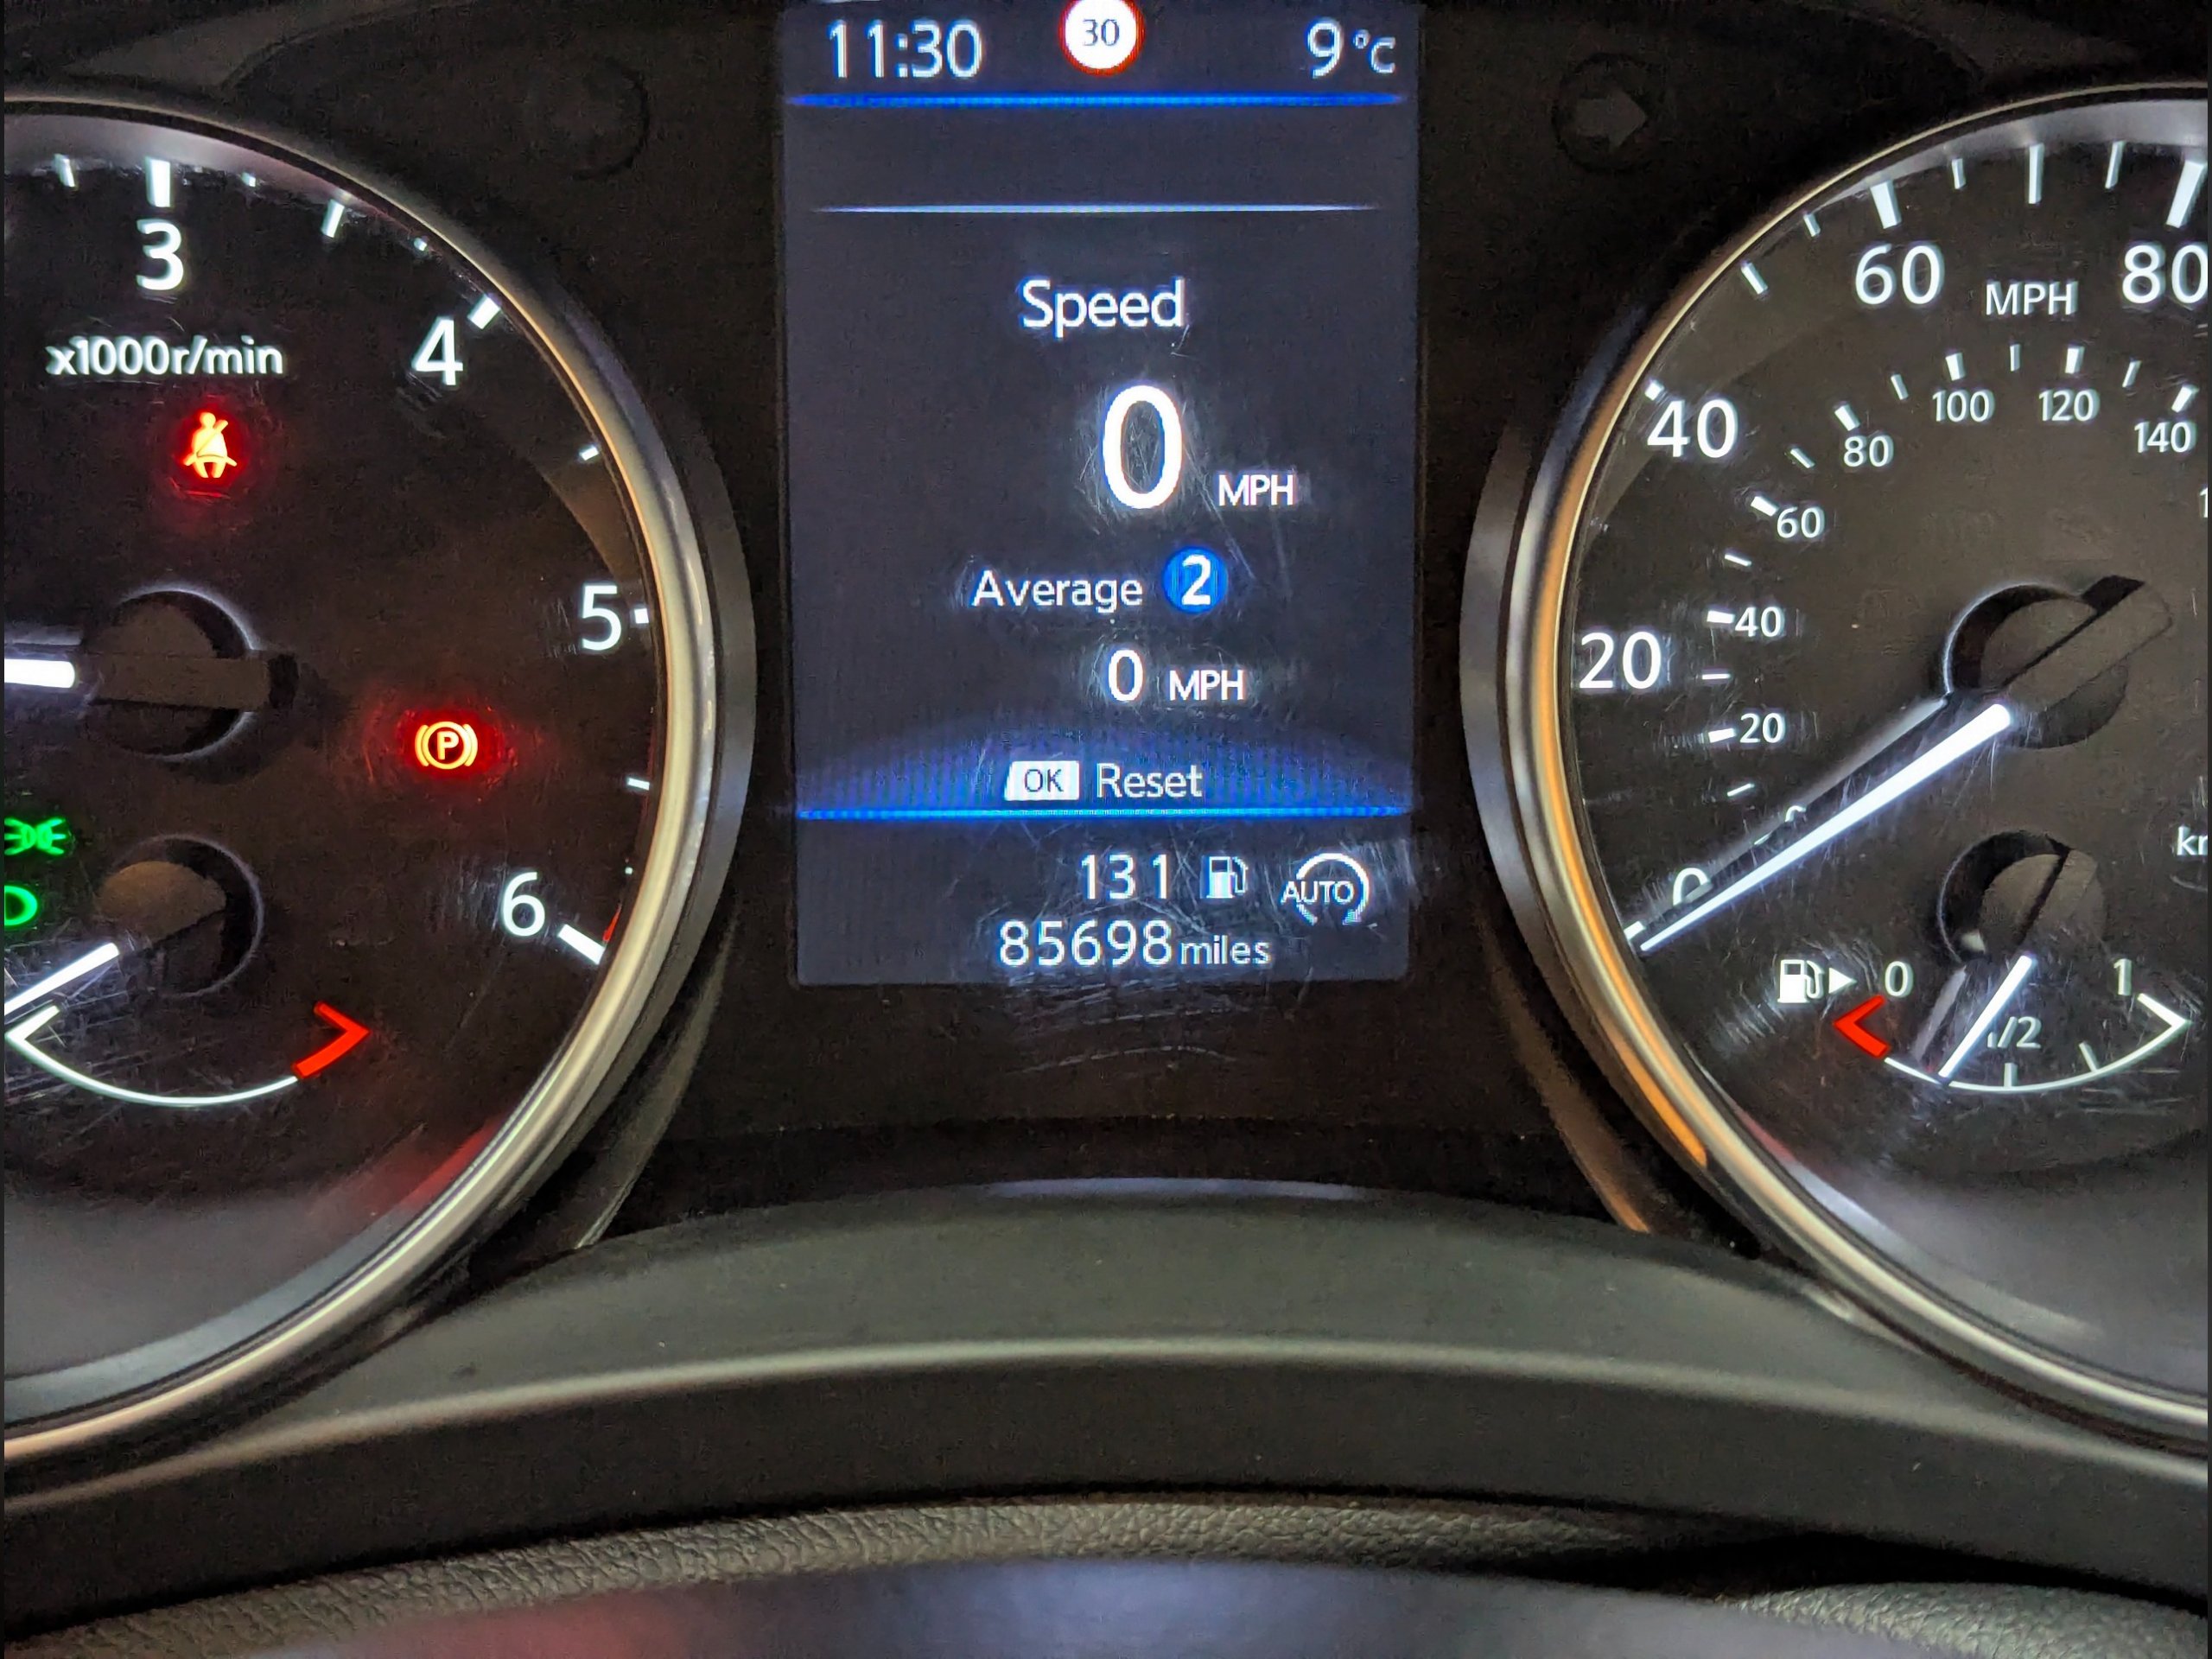 11:30 30 9°C
Speed
0 MPH
Average 2
0 MPH
OK Reset
131 AUTO
85698 miles
3
4
x1000r/min
5
P
6
60 MPH 80
40
100 120
80 140
60
20 40
20
0
0 1
1/2